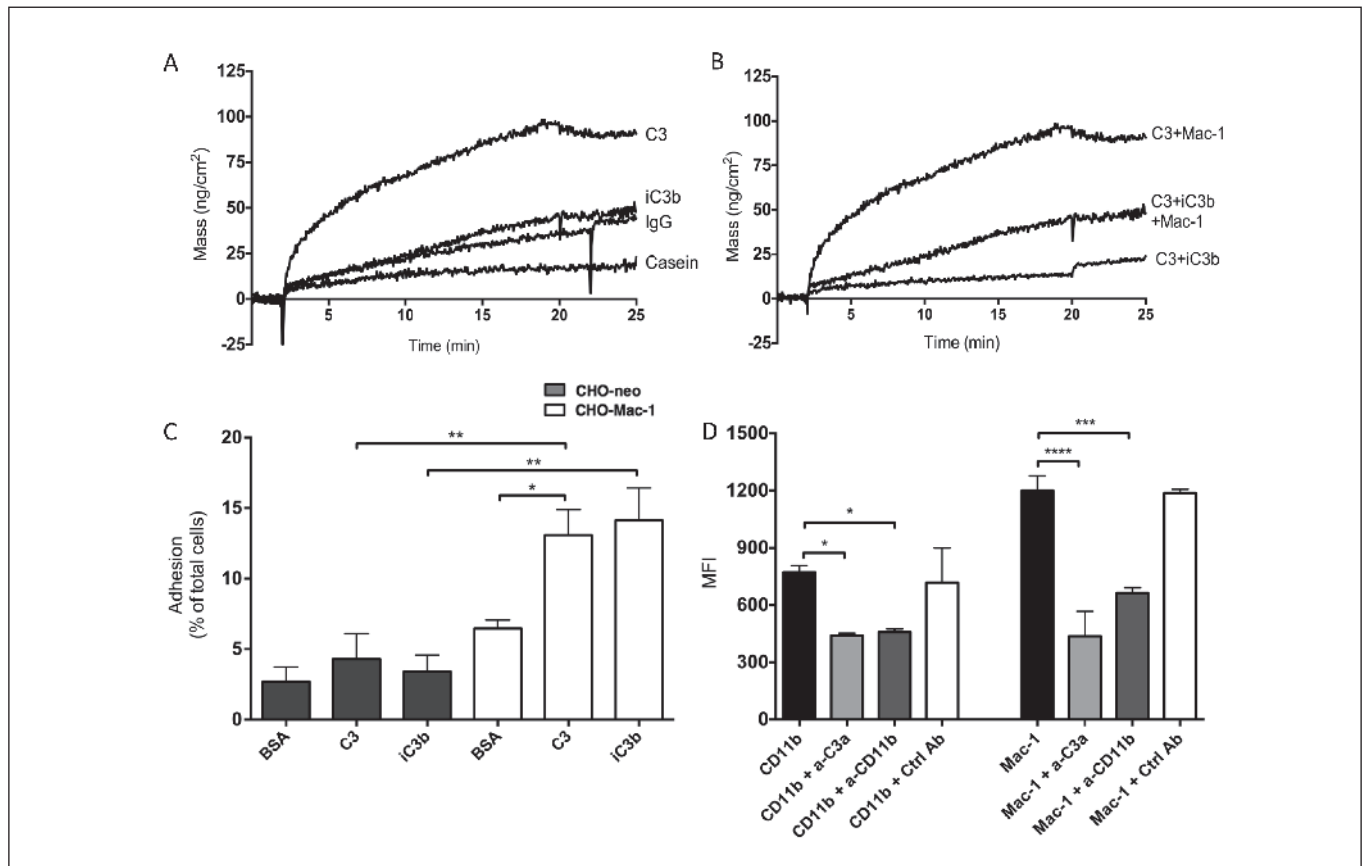 A
Mass (ng/cm²)
125
100
75
50
25
0
-25
5
10
15
20
25
Time (min)
C3
iC3b
IgG
Casein
B
Mass (ng/cm²)
125
100
75
50
25
0
-25
5
10
15
20
25
Time (min)
C3+Mac-1
C3+iC3b
+Mac-1
C3+iC3b
CHO-neo
CHO-Mac-1
C
Adhesion
(% of total cells)
20
15
10
5
0
**
**
*
BSA
C3
iC3b
BSA
C3
iC3b
D
MFI
1500
1200
900
600
300
0
*
*
***
****
CD11b
CD11b + a-C3a
CD11b + a-CD11b
CD11b + Ctrl Ab
Mac-1
Mac-1 + a-C3a
Mac-1 + a-CD11b
Mac-1 + Ctrl Ab